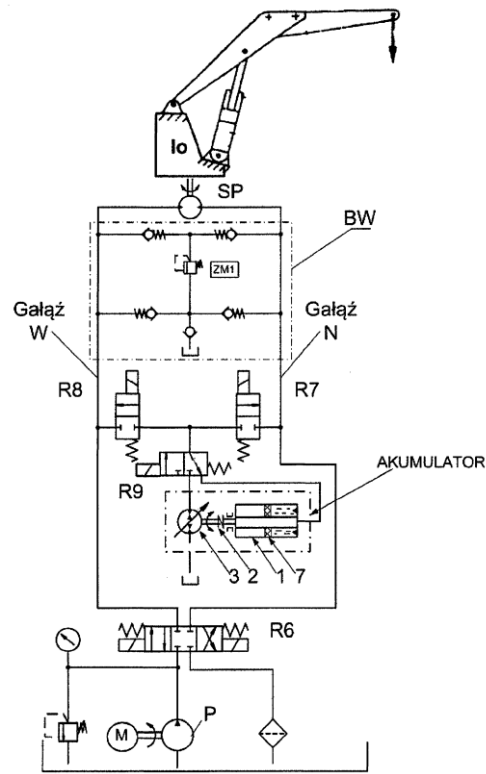 Io
SP
BW
ZM1
Gałąź
W
Gałąź
N
R8
R7
R9
AKUMULATOR
3 2 1 7
R6
P
M